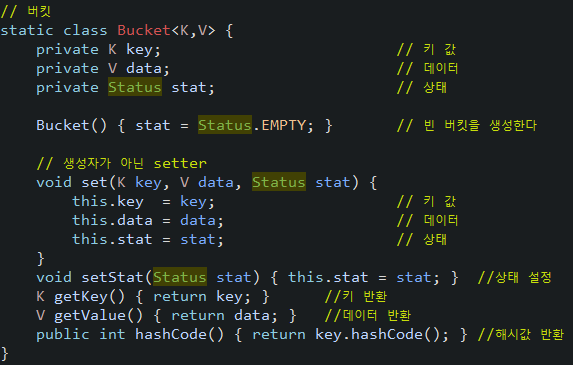 // 버킷
static class Bucket<K,V> {
    private K key;                          // 키 값
    private V data;                         // 데이터
    private Status stat;                    // 상태

    Bucket() { stat = Status.EMPTY; }       // 빈 버킷을 생성한다

    // 생성자가 아닌 setter
    void set(K key, V data, Status stat) {
        this.key  = key;                    // 키 값
        this.data = data;                   // 데이터
        this.stat = stat;                   // 상태
    }
    void setStat(Status stat) { this.stat = stat; }  //상태 설정
    K getKey() { return key; }      //키 반환
    V getValue() { return data; }   //데이터 반환
    public int hashCode() { return key.hashCode(); } //해시값 반환
}